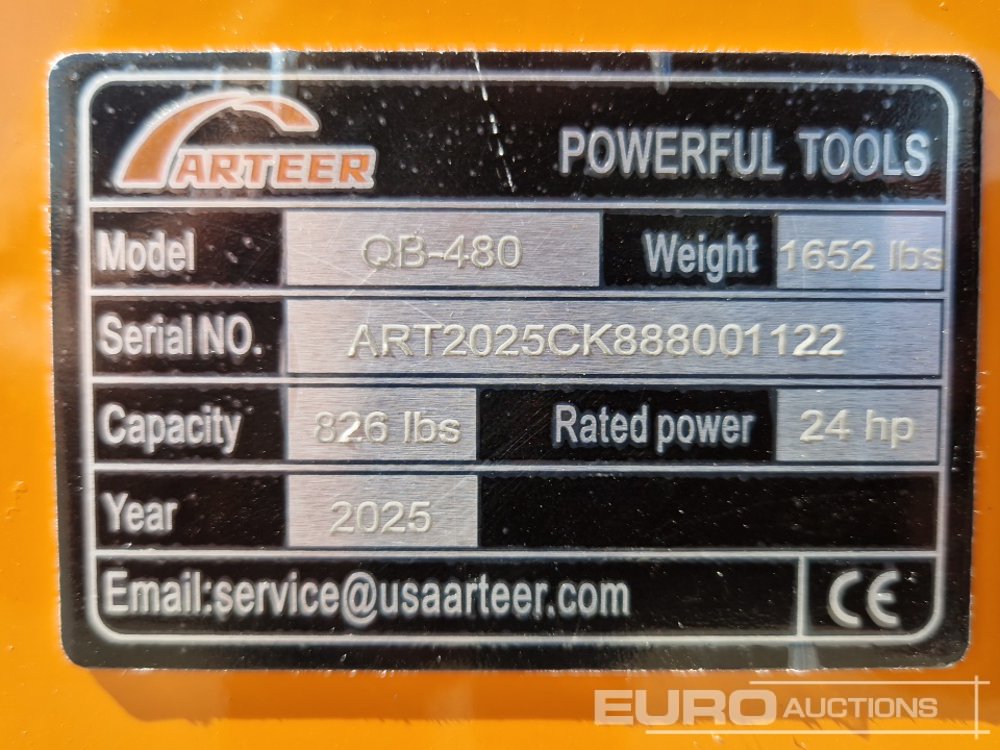 ARTEER POWERFUL TOOLS
Model QB-480 Weight 1652 lbs
Serial NO. ART2025CK888001122
Capacity 826 lbs Rated power 24 hp
Year 2025
Email:service@usaarteer.com CE
EURO AUCTIONS